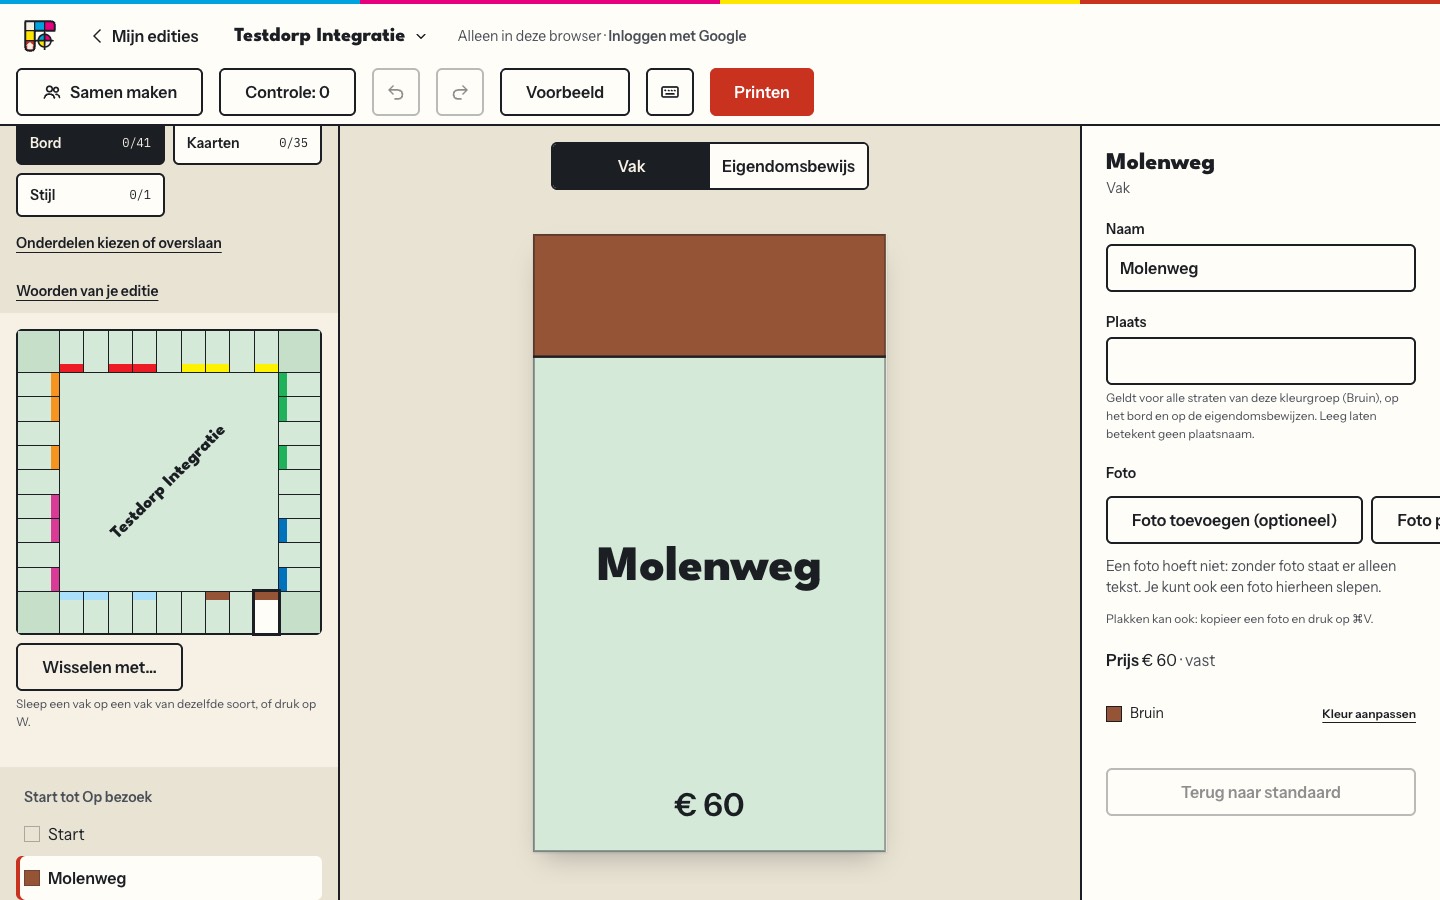 Mijn edities
Testdorp Integratie
Alleen in deze browser · Inloggen met Google
Samen maken
Controle: 0
Voorbeeld
Printen
Bord 0/41
Kaarten 0/35
Stijl 0/1
Onderdelen kiezen of overslaan
Woorden van je editie
Testdorp Integratie
Wisselen met...
Sleep een vak op een vak van dezelfde soort, of druk op
W.
Start tot Op bezoek
Start
Molenweg
Vak
Eigendomsbewijs
Molenweg
€ 60
Molenweg
Vak
Naam
Molenweg
Plaats
Geldt voor alle straten van deze kleurgroep (Bruin), op
het bord en op de eigendomsbewijzen. Leeg laten
betekent geen plaatsnaam.
Foto
Foto toevoegen (optioneel)
Foto p
Een foto hoeft niet: zonder foto staat er alleen
tekst. Je kunt ook een foto hierheen slepen.
Plakken kan ook: kopieer een foto en druk op ⌘V.
Prijs € 60 · vast
Bruin
Kleur aanpassen
Terug naar standaard